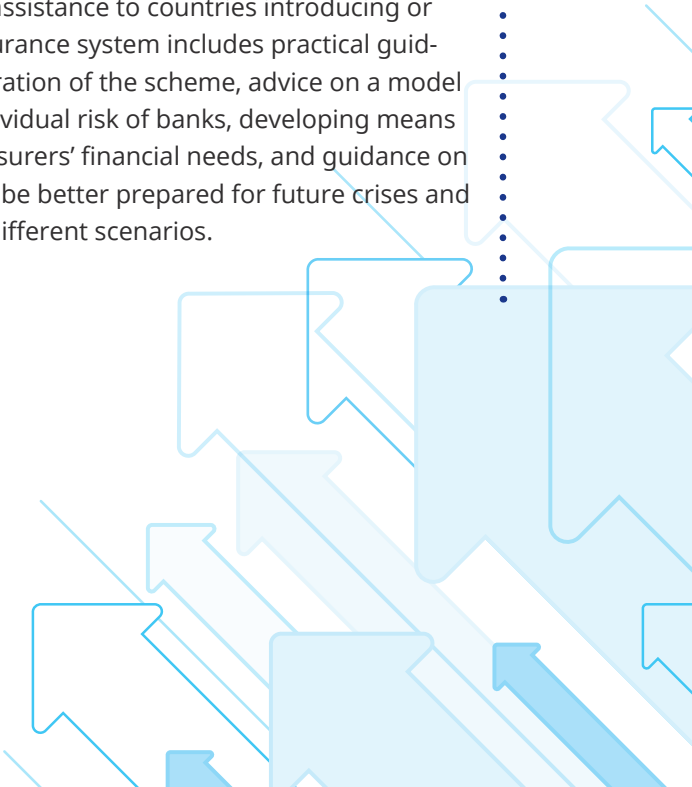 assistance to countries introducing or
urance system includes practical guid-
ration of the scheme, advice on a model
vidual risk of banks, developing means
surers’ financial needs, and guidance on
be better prepared for future crises and
ifferent scenarios.